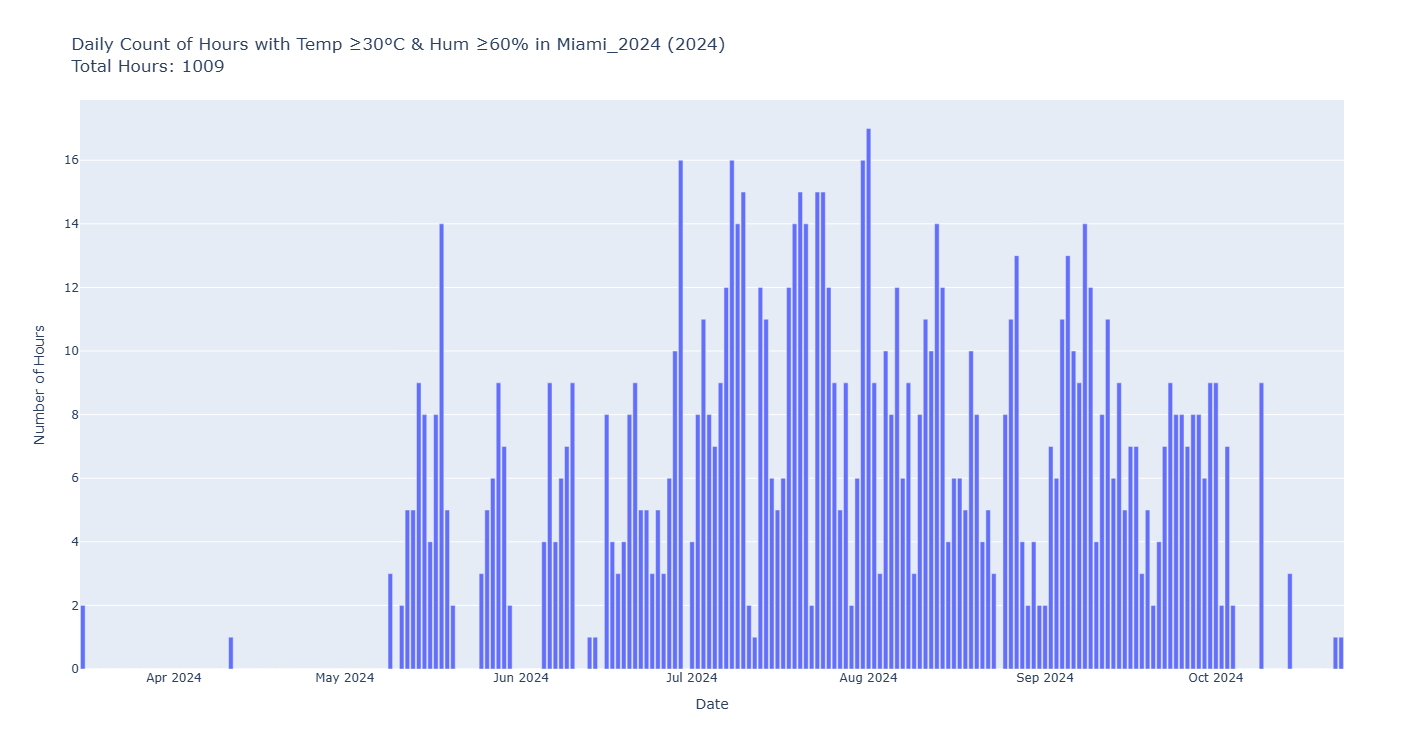 Daily Count of Hours with Temp ≥30ºC & Hum ≥60% in Miami_2024 (2024)
Total Hours: 1009
Number of Hours
16
14
12
10
8
6
4
2
0
Apr 2024 May 2024 Jun 2024 Jul 2024 Aug 2024 Sep 2024 Oct 2024
Date